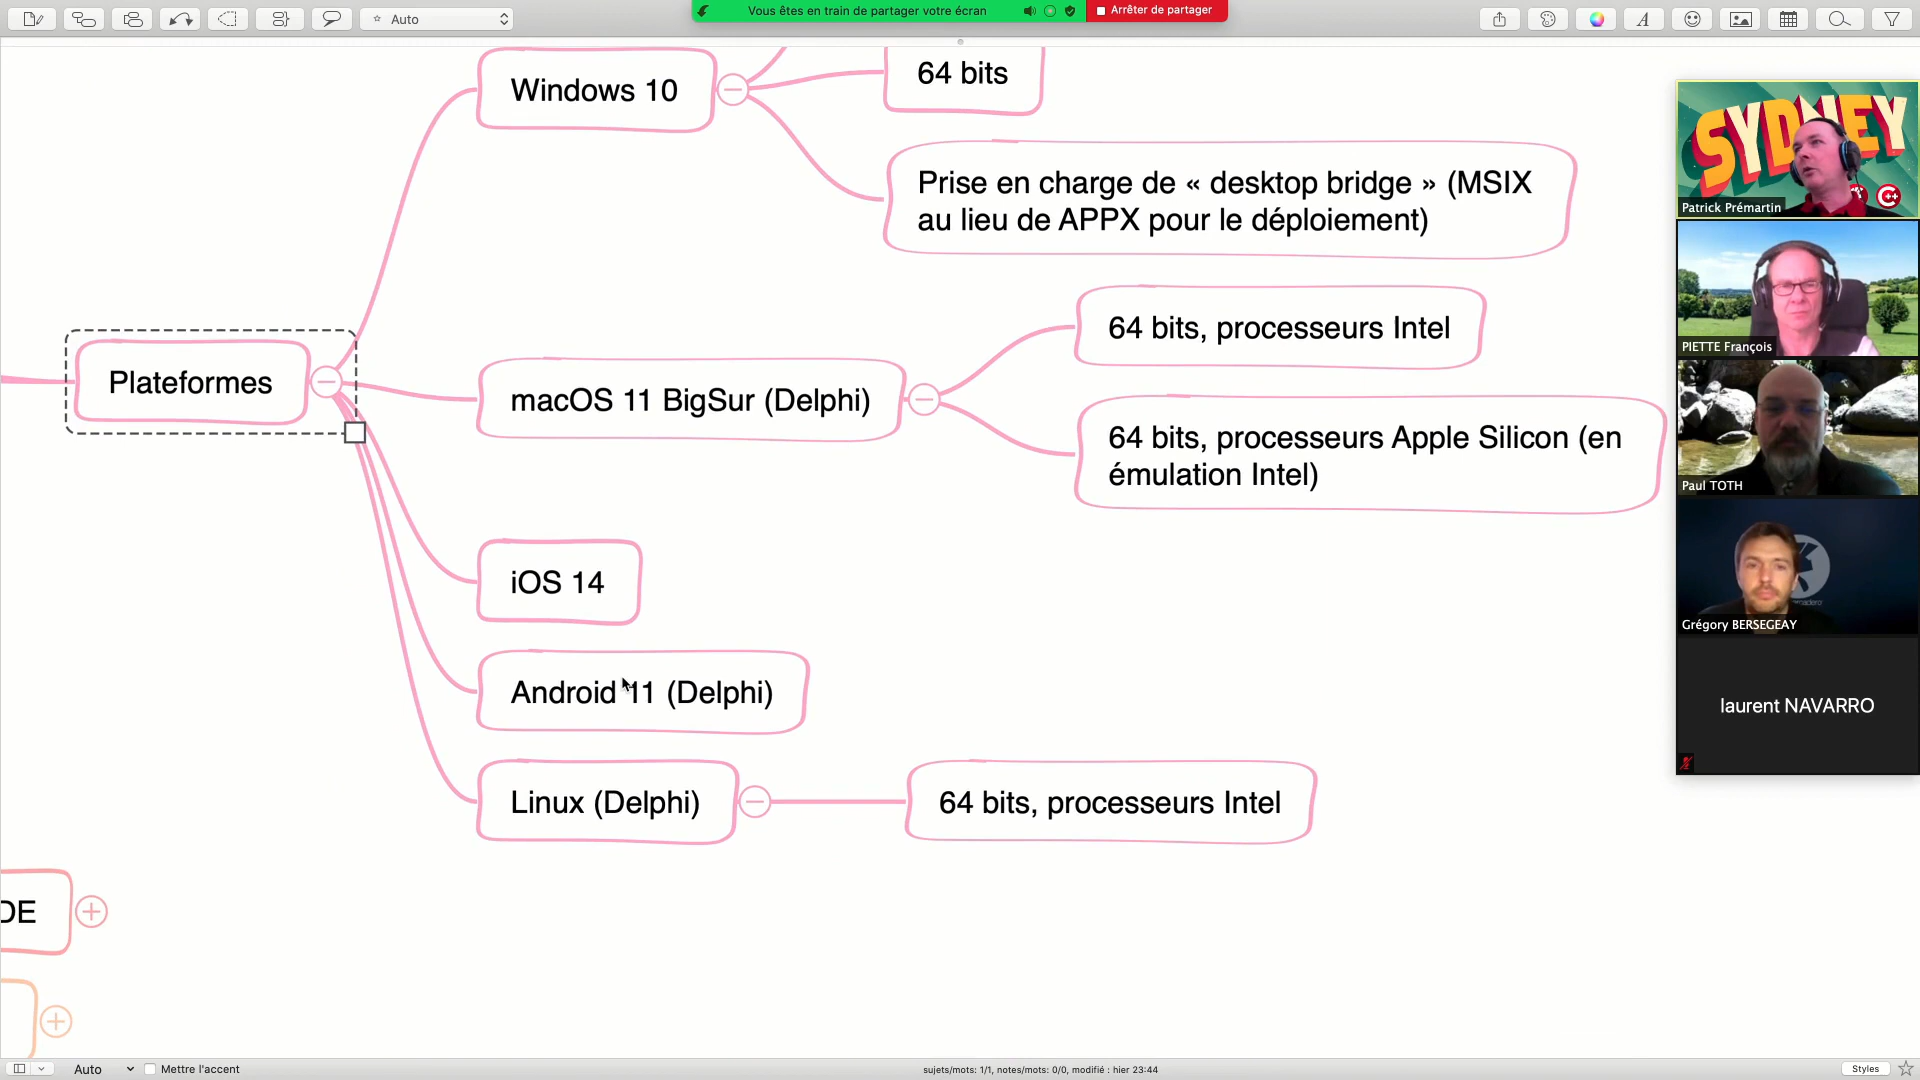 Auto
Vous êtes en train de partager votre écran
Arrêter de partager
Windows 10
64 bits
Prise en charge de « desktop bridge » (MSIX
au lieu de APPX pour le déploiement)
SYDNEY
Patrick Prémartin
64 bits, processeurs Intel
PIETTE François
Plateformes
macOS 11 BigSur (Delphi)
64 bits, processeurs Apple Silicon (en
émulation Intel)
Paul TOTH
iOS 14
Grégory BERSEGEAY
Android 11 (Delphi)
laurent NAVARRO
Linux (Delphi)
64 bits, processeurs Intel
DE
Auto
Mettre l'accent
sujets/mots: 1/1, notes/mots: 0/0, modifié : hier 23:44
Styles